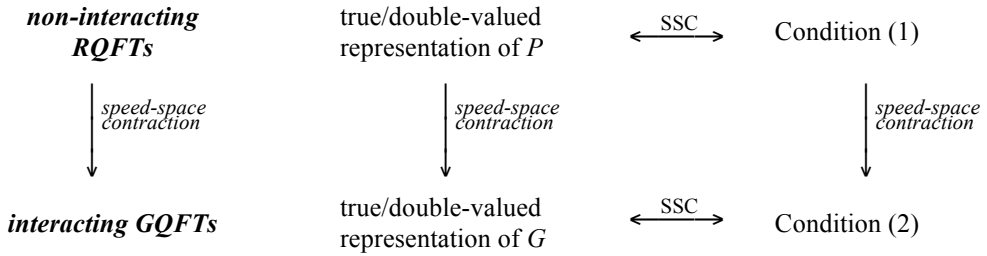 non-interacting
RQFTs
true/double-valued
representation of P
SSC
Condition (1)
speed-space
contraction
speed-space
contraction
speed-space
contraction
interacting GQFTs
true/double-valued
representation of G
SSC
Condition (2)